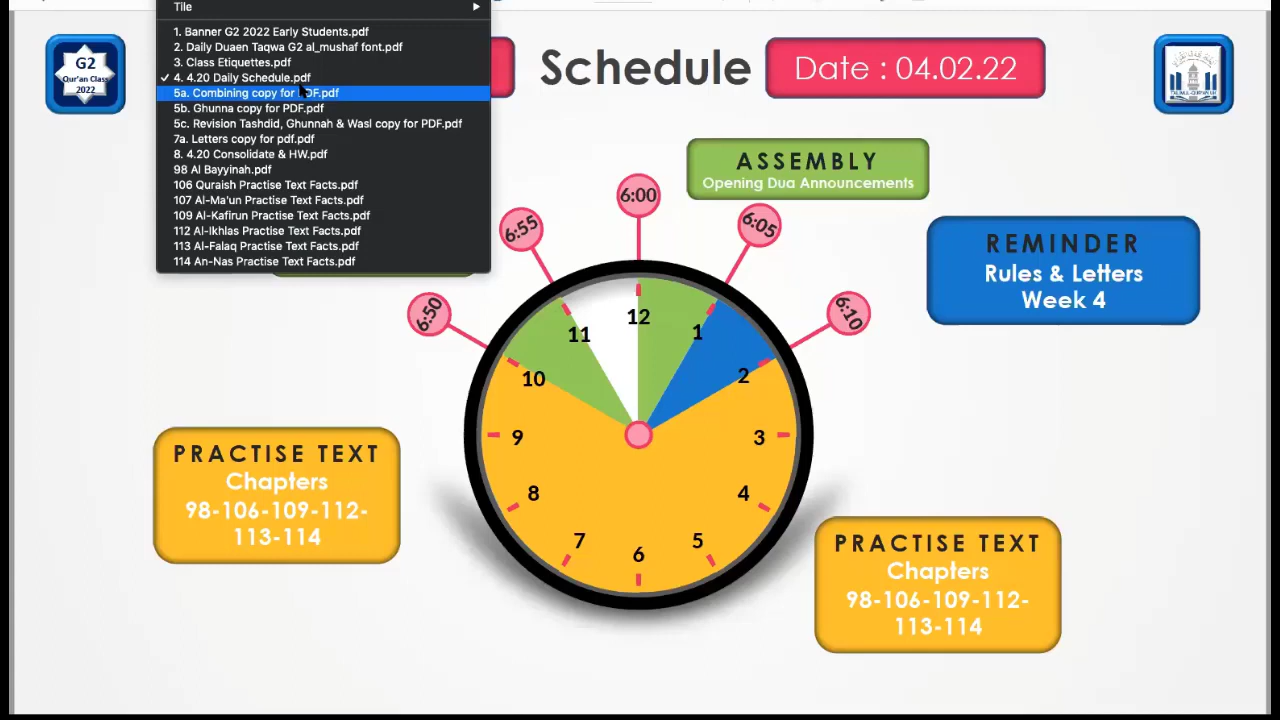 Tile
1. Banner G2 2022 Early Students.pdf
2. Daily Duaen Taqwa G2 al_mushaf font.pdf
3. Class Etiquettes.pdf
✓ 4. 4.20 Daily Schedule.pdf
5a. Combining copy for PDF.pdf
5b. Ghunna copy for PDF.pdf
5c. Revision Tashdid, Ghunnah & Wasl copy for PDF.pdf
7a. Letters copy for pdf.pdf
8. 4.20 Consolidate & HW.pdf
98 Al Bayyinah.pdf
106 Quraish Practise Text Facts.pdf
107 Al-Ma'un Practise Text Facts.pdf
109 Al-Kafirun Practise Text Facts.pdf
112 Al-Ikhlas Practise Text Facts.pdf
113 Al-Falaq Practise Text Facts.pdf
114 An-Nas Practise Text Facts.pdf
G2
Qur'an Class
2022
Schedule
Date : 04.02.22
ASSEMBLY
Opening Dua Announcements
REMINDER
Rules & Letters
Week 4
6:00
6:05
6:10
6:50
6:55
12
1
2
3
4
5
6
7
8
9
10
11
PRACTISE TEXT
Chapters
98-106-109-112-
113-114
PRACTISE TEXT
Chapters
98-106-109-112-
113-114